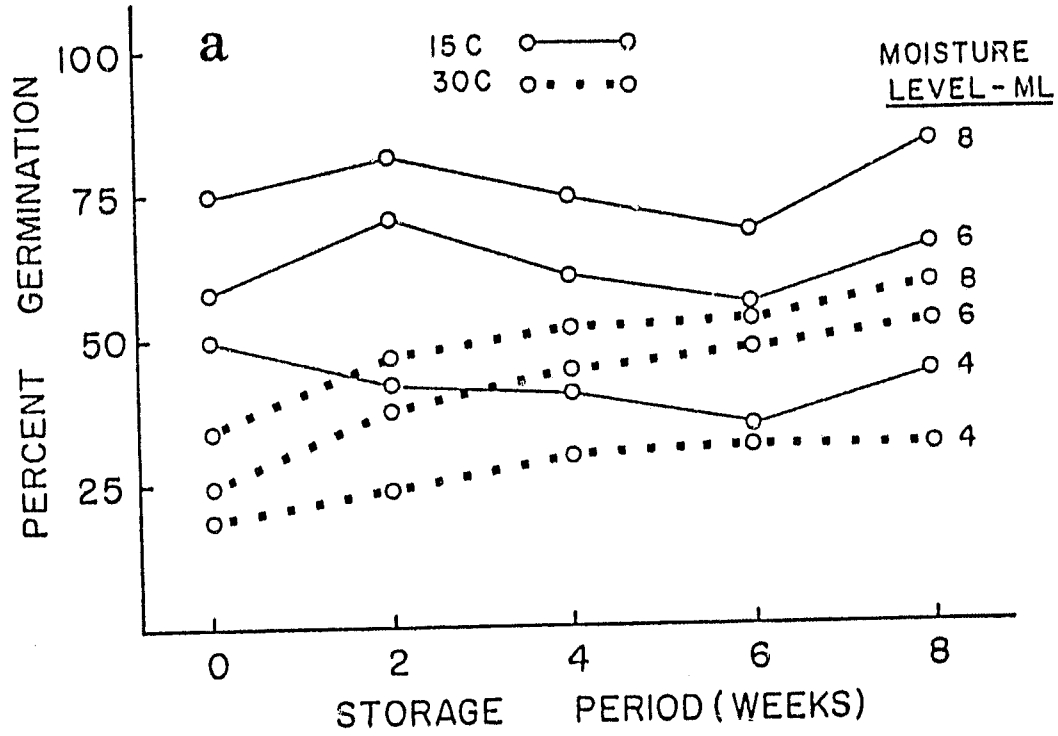 a
15 C
30 C
MOISTURE
LEVEL - ML
100
75
50
25
PERCENT GERMINATION
8
6
8
6
4
4
0 2 4 6 8
STORAGE PERIOD (WEEKS)